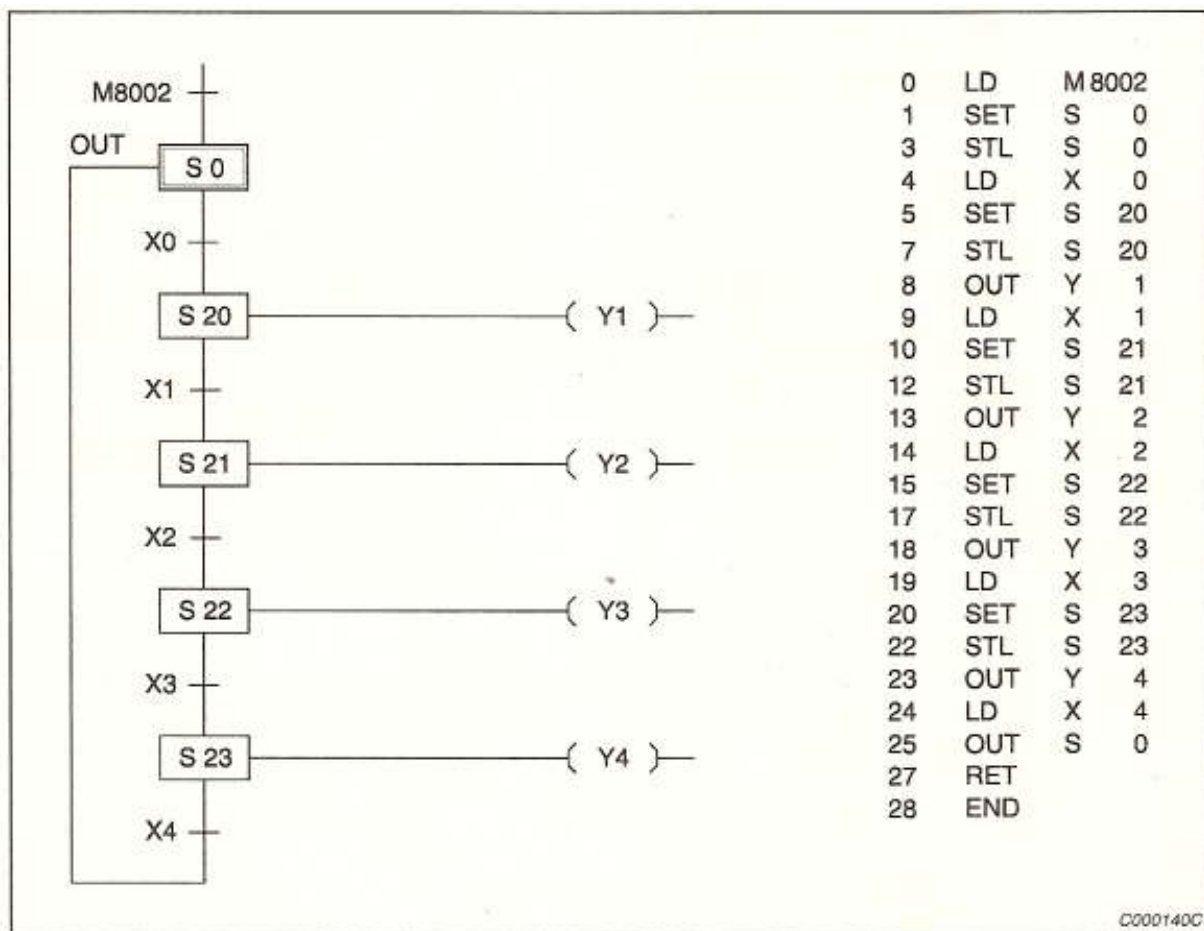 M8002
OUT
S 0
X0
S 20
( Y1 )
X1
S 21
( Y2 )
X2
S 22
( Y3 )
X3
S 23
( Y4 )
X4
0 LD M 8002
1 SET S 0
3 STL S 0
4 LD X 0
5 SET S 20
7 STL S 20
8 OUT Y 1
9 LD X 1
10 SET S 21
12 STL S 21
13 OUT Y 2
14 LD X 2
15 SET S 22
17 STL S 22
18 OUT Y 3
19 LD X 3
20 SET S 23
22 STL S 23
23 OUT Y 4
24 LD X 4
25 OUT S 0
27 RET
28 END
C000140C